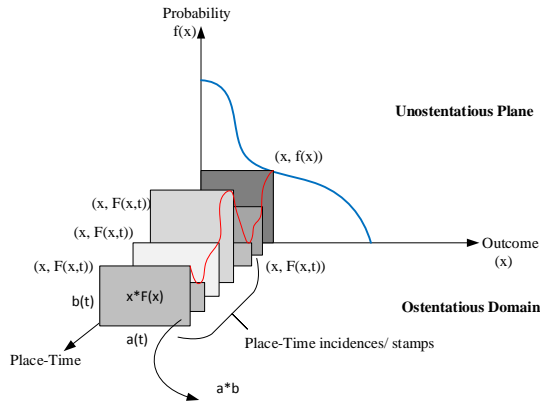 Probability
f(x)
Unostentatious Plane
(x, f(x))
(x, F(x,t))
(x, F(x,t))
(x, F(x,t))
(x, F(x,t))
Outcome
(x)
b(t)
x*F(x)
Ostentatious Domain
a(t)
Place-Time incidences/ stamps
Place-Time
a*b